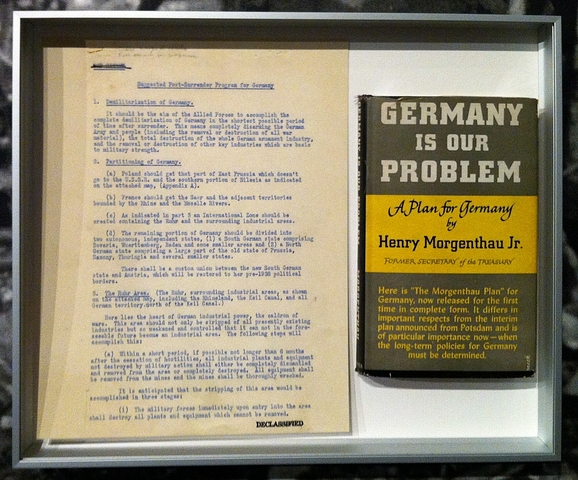 Suggested Post-Surrender Program for Germany
1. Demilitarization of Germany.
It should be the aim of the Allied Forces to accomplish the
complete demilitarization of Germany in the shortest possible period
of time after surrender. This means completely disarming the German
Army and people (including the removal or destruction of all war
material), the total destruction of the whole German armament industry,
and the removal or destruction of other key industries which are basic
to military strength.
2. Partitioning of Germany.
(a) Poland should get that part of East Prussia which doesn't
go to the U.S.S.R. and the southern portion of Silesia as indicated
on the attached map, (Appendix A).
(b) France should get the Saar and the adjacent territories
bounded by the Rhine and the Moselle Rivers.
(c) As indicated in part 3 an International Zone should be
created containing the Ruhr and the surrounding industrial areas.
(d) The remaining portion of Germany should be divided into
two autonomous, independent states, (1) a South German state comprising
Bavaria, Wuerttemberg, Baden and some smaller areas and (2) a North
German state comprising a large part of the old state of Prussia,
Saxony, Thuringia and several smaller states.
There shall be a custom union between the new South German
state and Austria, which will be restored to her pre-1938 political
borders.
3. The Ruhr Area. (The Ruhr, surrounding industrial areas, as shown
on the attached map, including the Rhineland, the Keil Canal, and all
German territory north of the Keil Canal.)
Here lies the heart of German industrial power, the caldron of
wars. This area should not only be stripped of all presently existing
industries but so weakened and controlled that it can not in the fore-
seeable future become an industrial area. The following steps will
accomplish this:
(a) Within a short period, if possible not longer than 6 months
after the cessation of hostilities, all industrial plants and equipment
not destroyed by military action shall either be completely dismantled
and removed from the area or completely destroyed. All equipment shall
be removed from the mines and the mines shall be thoroughly wrecked.
It is anticipated that the stripping of this area would be
accomplished in three stages:
(i) The military forces immediately upon entry into the area
shall destroy all plants and equipment which cannot be removed.
DECLASSIFIED
GERMANY
IS OUR
PROBLEM
A Plan for Germany
by
Henry Morgenthau Jr.
FORMER SECRETARY of the TREASURY
Here is "The Morgenthau Plan" for
Germany, now released for the first
time in complete form. It differs in
important respects from the interim
plan announced from Potsdam and is
of particular importance now — when
the long-term policies for Germany
must be determined.